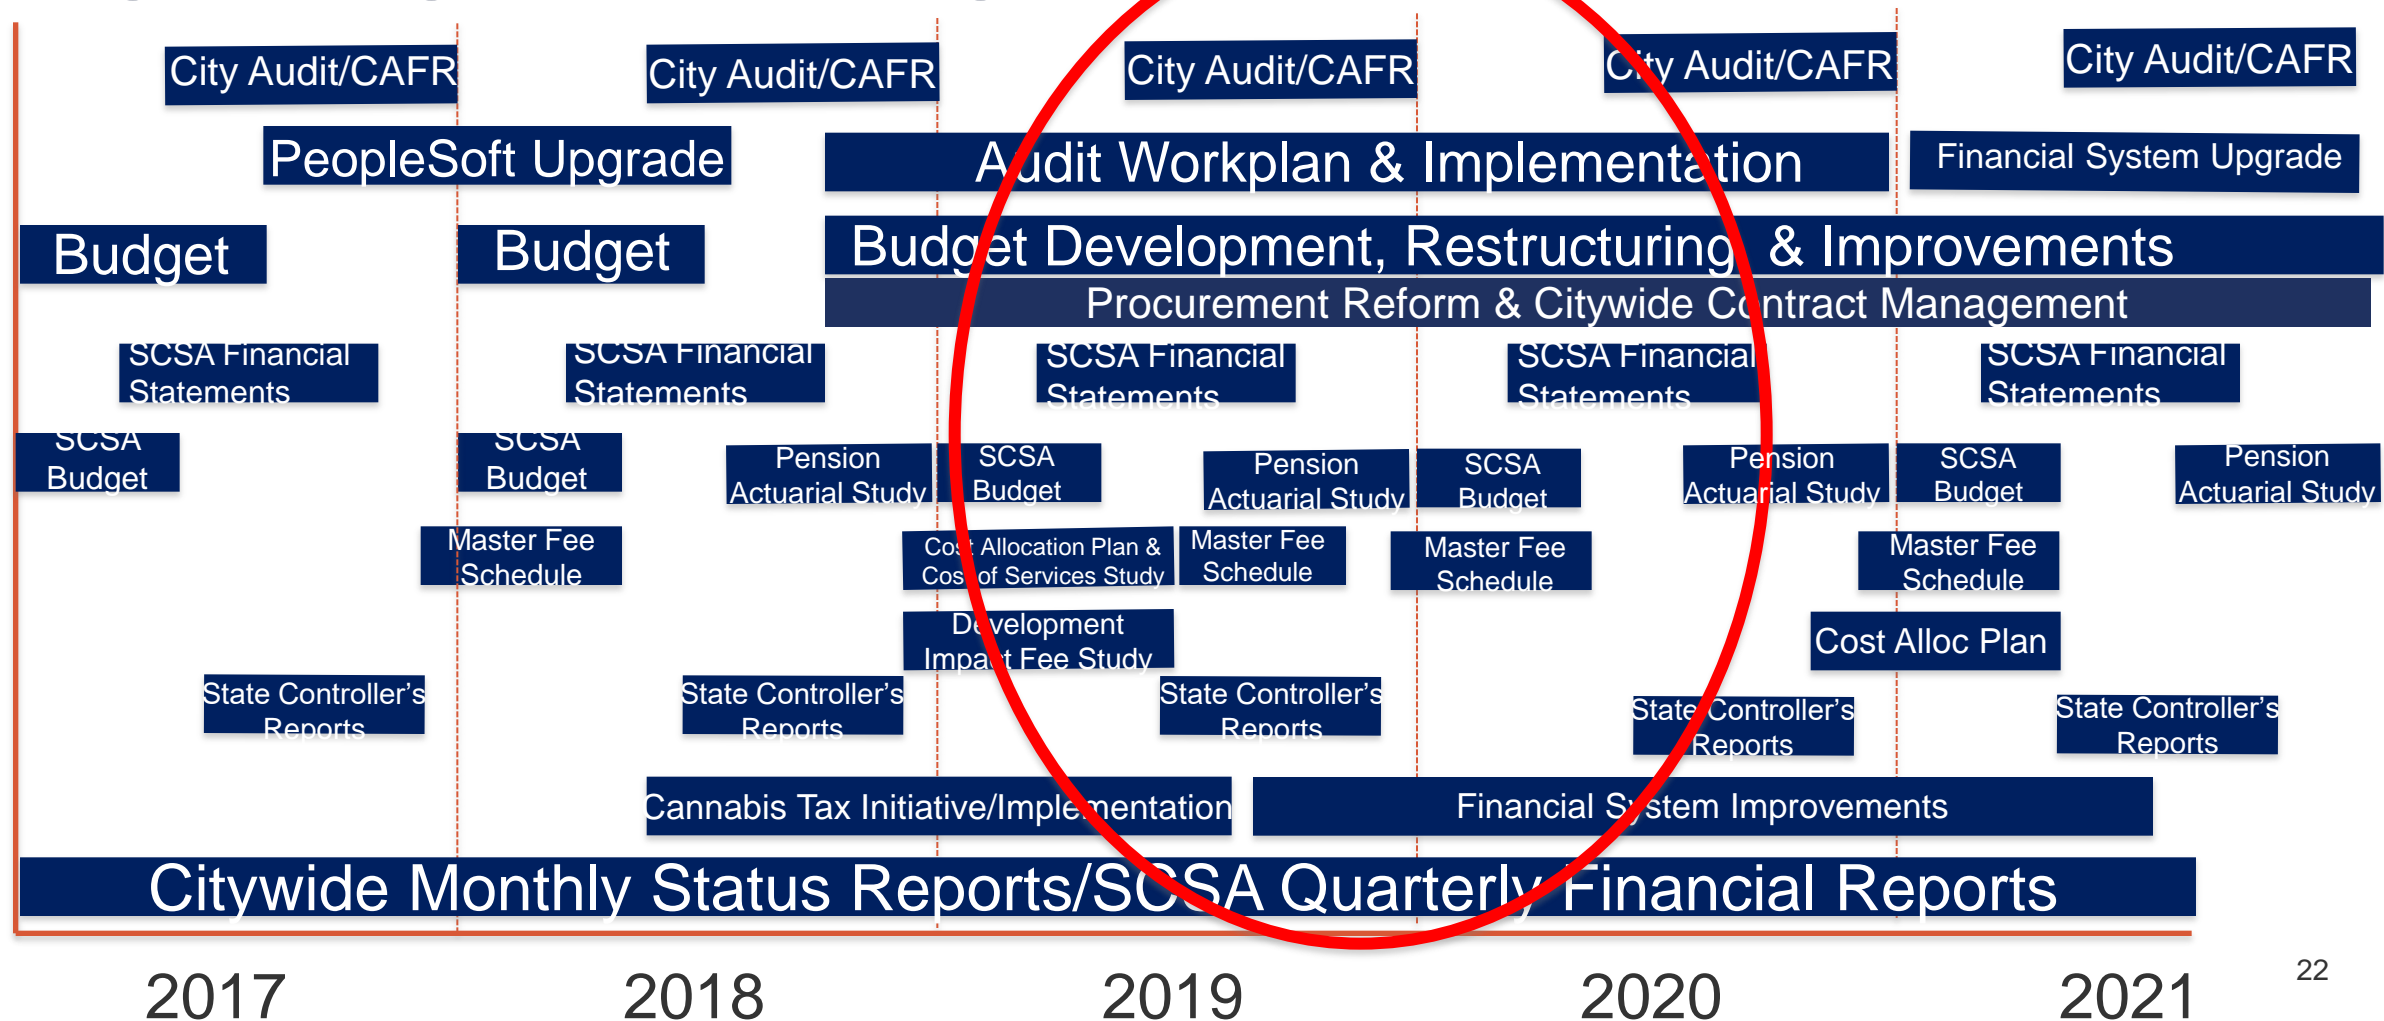 City Audit/CAFR
City Audit/CAFR
City Audit/CAFR
City Audit/CAFR
City Audit/CAFR
PeopleSoft Upgrade
Audit Workplan & Implementation
Financial System Upgrade
Budget
Budget
Budget Development, Restructuring, & Improvements
Procurement Reform & Citywide Contract Management
SCSA Financial
Statements
SCSA Financial
Statements
SCSA Financial
Statements
SCSA Financial
Statements
SCSA Financial
Statements
SCSA
Budget
SCSA
Budget
Pension
Actuarial Study
SCSA
Budget
Pension
Actuarial Study
SCSA
Budget
Pension
Actuarial Study
SCSA
Budget
Pension
Actuarial Study
Master Fee
Schedule
Cost Allocation Plan &
Cost of Services Study
Master Fee
Schedule
Master Fee
Schedule
Master Fee
Schedule
Development
Impact Fee Study
Cost Alloc Plan
State Controller’s
Reports
State Controller’s
Reports
State Controller’s
Reports
State Controller’s
Reports
State Controller’s
Reports
Cannabis Tax Initiative/Implementation
Financial System Improvements
Citywide Monthly Status Reports/SCSA Quarterly Financial Reports
2017
2018
2019
2020
2021
22